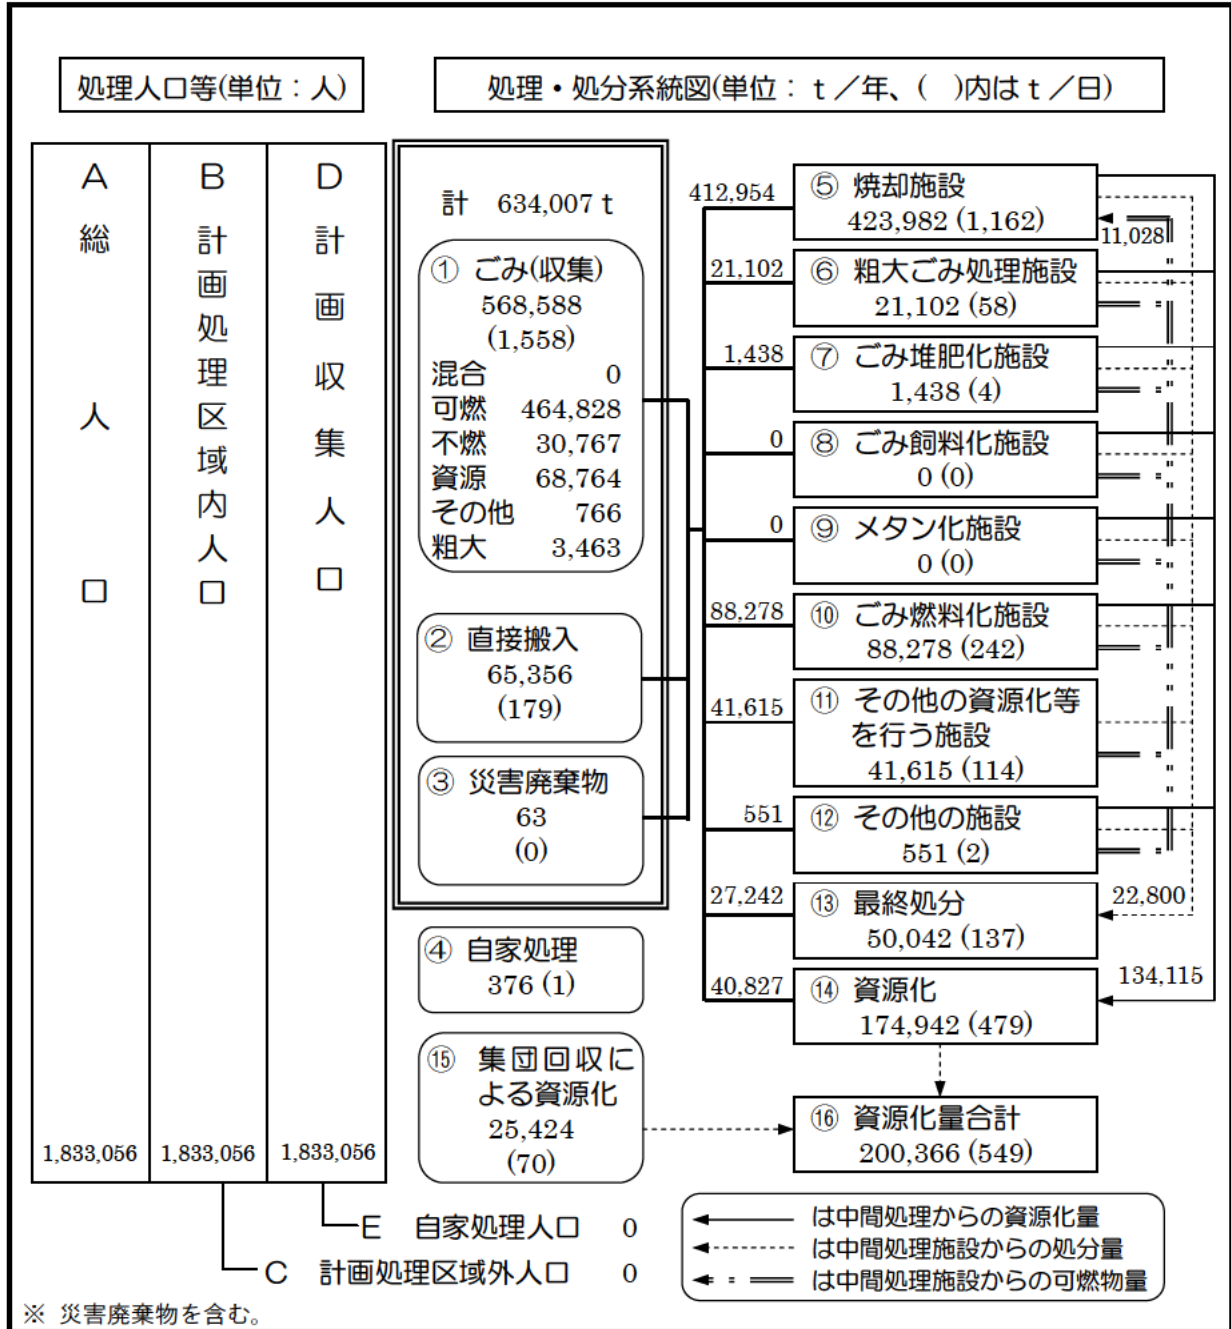 処理人口等(単位：人)
処理・処分系統図(単位：ｔ／年、(　)内はｔ／日)
A 総人口
1,833,056
B 計画処理区域内人口
1,833,056
D 計画収集人口
1,833,056
E 自家処理人口 0
C 計画処理区域外人口 0
計 634,007ｔ
① ごみ(収集)
568,588
(1,558)
混合 0
可燃 464,828
不燃 30,767
資源 68,764
その他 766
粗大 3,463
② 直接搬入
65,356
(179)
③ 災害廃棄物
63
(0)
④ 自家処理
376 (1)
⑮ 集団回収に
よる資源化
25,424
(70)
412,954
⑤ 焼却施設
423,982 (1,162)
11,028
21,102
⑥ 粗大ごみ処理施設
21,102 (58)
1,438
⑦ ごみ堆肥化施設
1,438 (4)
0
⑧ ごみ飼料化施設
0 (0)
0
⑨ メタン化施設
0 (0)
88,278
⑩ ごみ燃料化施設
88,278 (242)
41,615
⑪ その他の資源化等
を行う施設
41,615 (114)
551
⑫ その他の施設
551 (2)
27,242
⑬ 最終処分
50,042 (137)
22,800
40,827
⑭ 資源化
174,942 (479)
134,115
⑯ 資源化量合計
200,366 (549)
は中間処理からの資源化量
は中間処理施設からの処分量
は中間処理施設からの可燃物量
※ 災害廃棄物を含む。